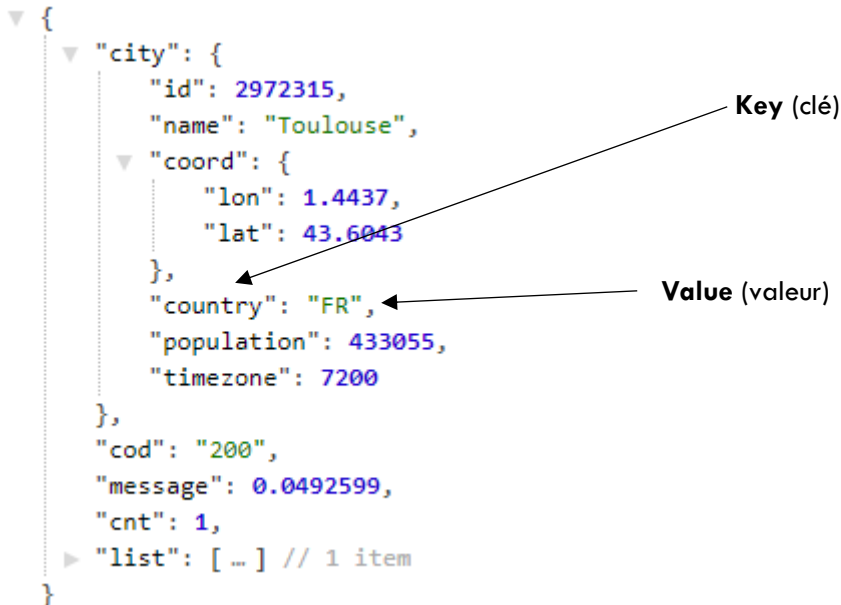 {
"city": {
"id": 2972315,
"name": "Toulouse",
Key (clé)
"coord": {
"lon": 1.4437,
"lat": 43.6043
},
"country": "FR",
Value (valeur)
"population": 433055,
"timezone": 7200
},
"cod": "200",
"message": 0.0492599,
"cnt": 1,
"list": [ … ] // 1 item
}